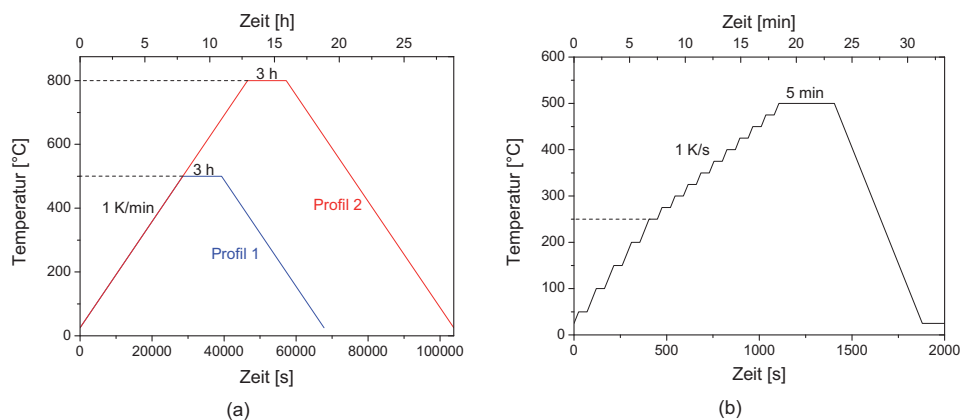 Zeit [h]
0 5 10 15 20 25
800
600
400
200
0
Temperatur [°C]
3 h
3 h
1 K/min
Profil 2
Profil 1
0 20000 40000 60000 80000 100000
Zeit [s]
(a)
Zeit [min]
0 5 10 15 20 25 30
600
500
400
300
200
100
0
Temperatur [°C]
5 min
1 K/s
0 500 1000 1500 2000
Zeit [s]
(b)